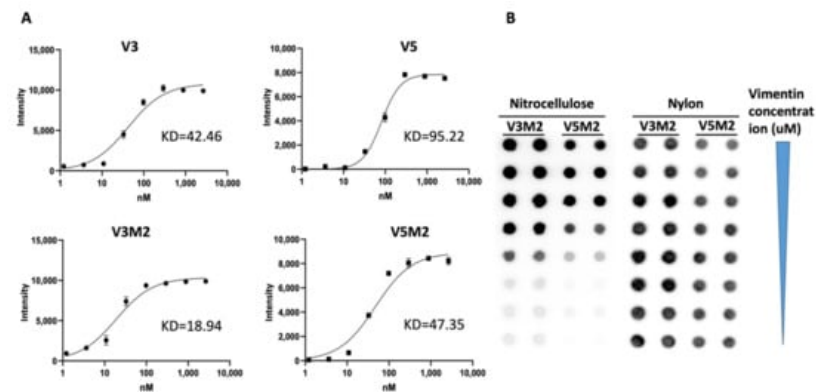 A
B
V3
15,000
10,000
5,000
0
Intensity
KD=42.46
1
10
100
1,000
10,000
nM
V5
8,000
6,000
4,000
2,000
0
Intensity
KD=95.22
1
10
100
1,000
10,000
nM
V3M2
15,000
10,000
5,000
0
Intensity
KD=18.94
1
10
100
1,000
10,000
nM
V5M2
10,000
8,000
6,000
4,000
2,000
0
Intensity
KD=47.35
1
10
100
1,000
10,000
nM
Nitrocellulose
Nylon
V3M2 V5M2
V3M2 V5M2
Vimentin
concentrat
ion (uM)